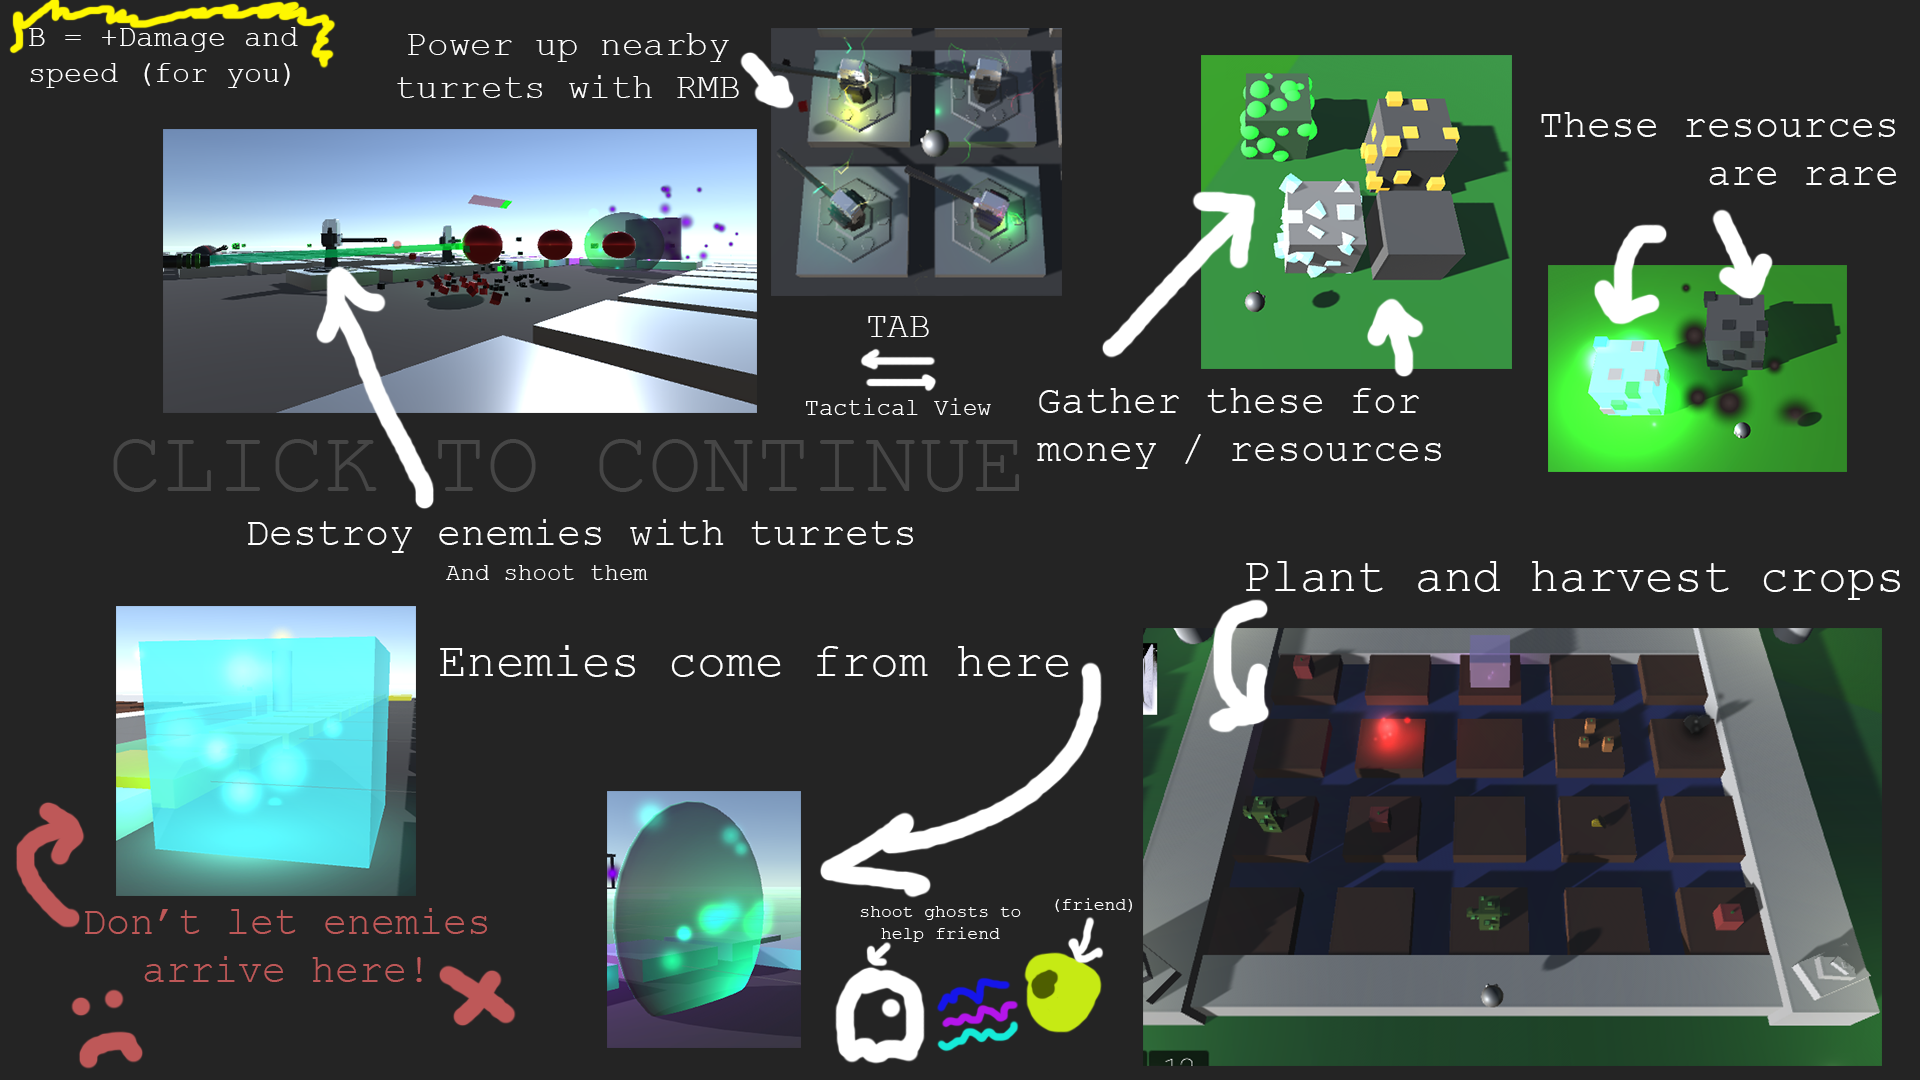 B = +Damage and
speed (for you)
Power up nearby
turrets with RMB
These resources
are rare
TAB
Tactical View
Gather these for
money / resources
CLICK TO CONTINUE
Destroy enemies with turrets
And shoot them
Plant and harvest crops
Enemies come from here
Don't let enemies
arrive here!
shoot ghosts to
help friend
(friend)